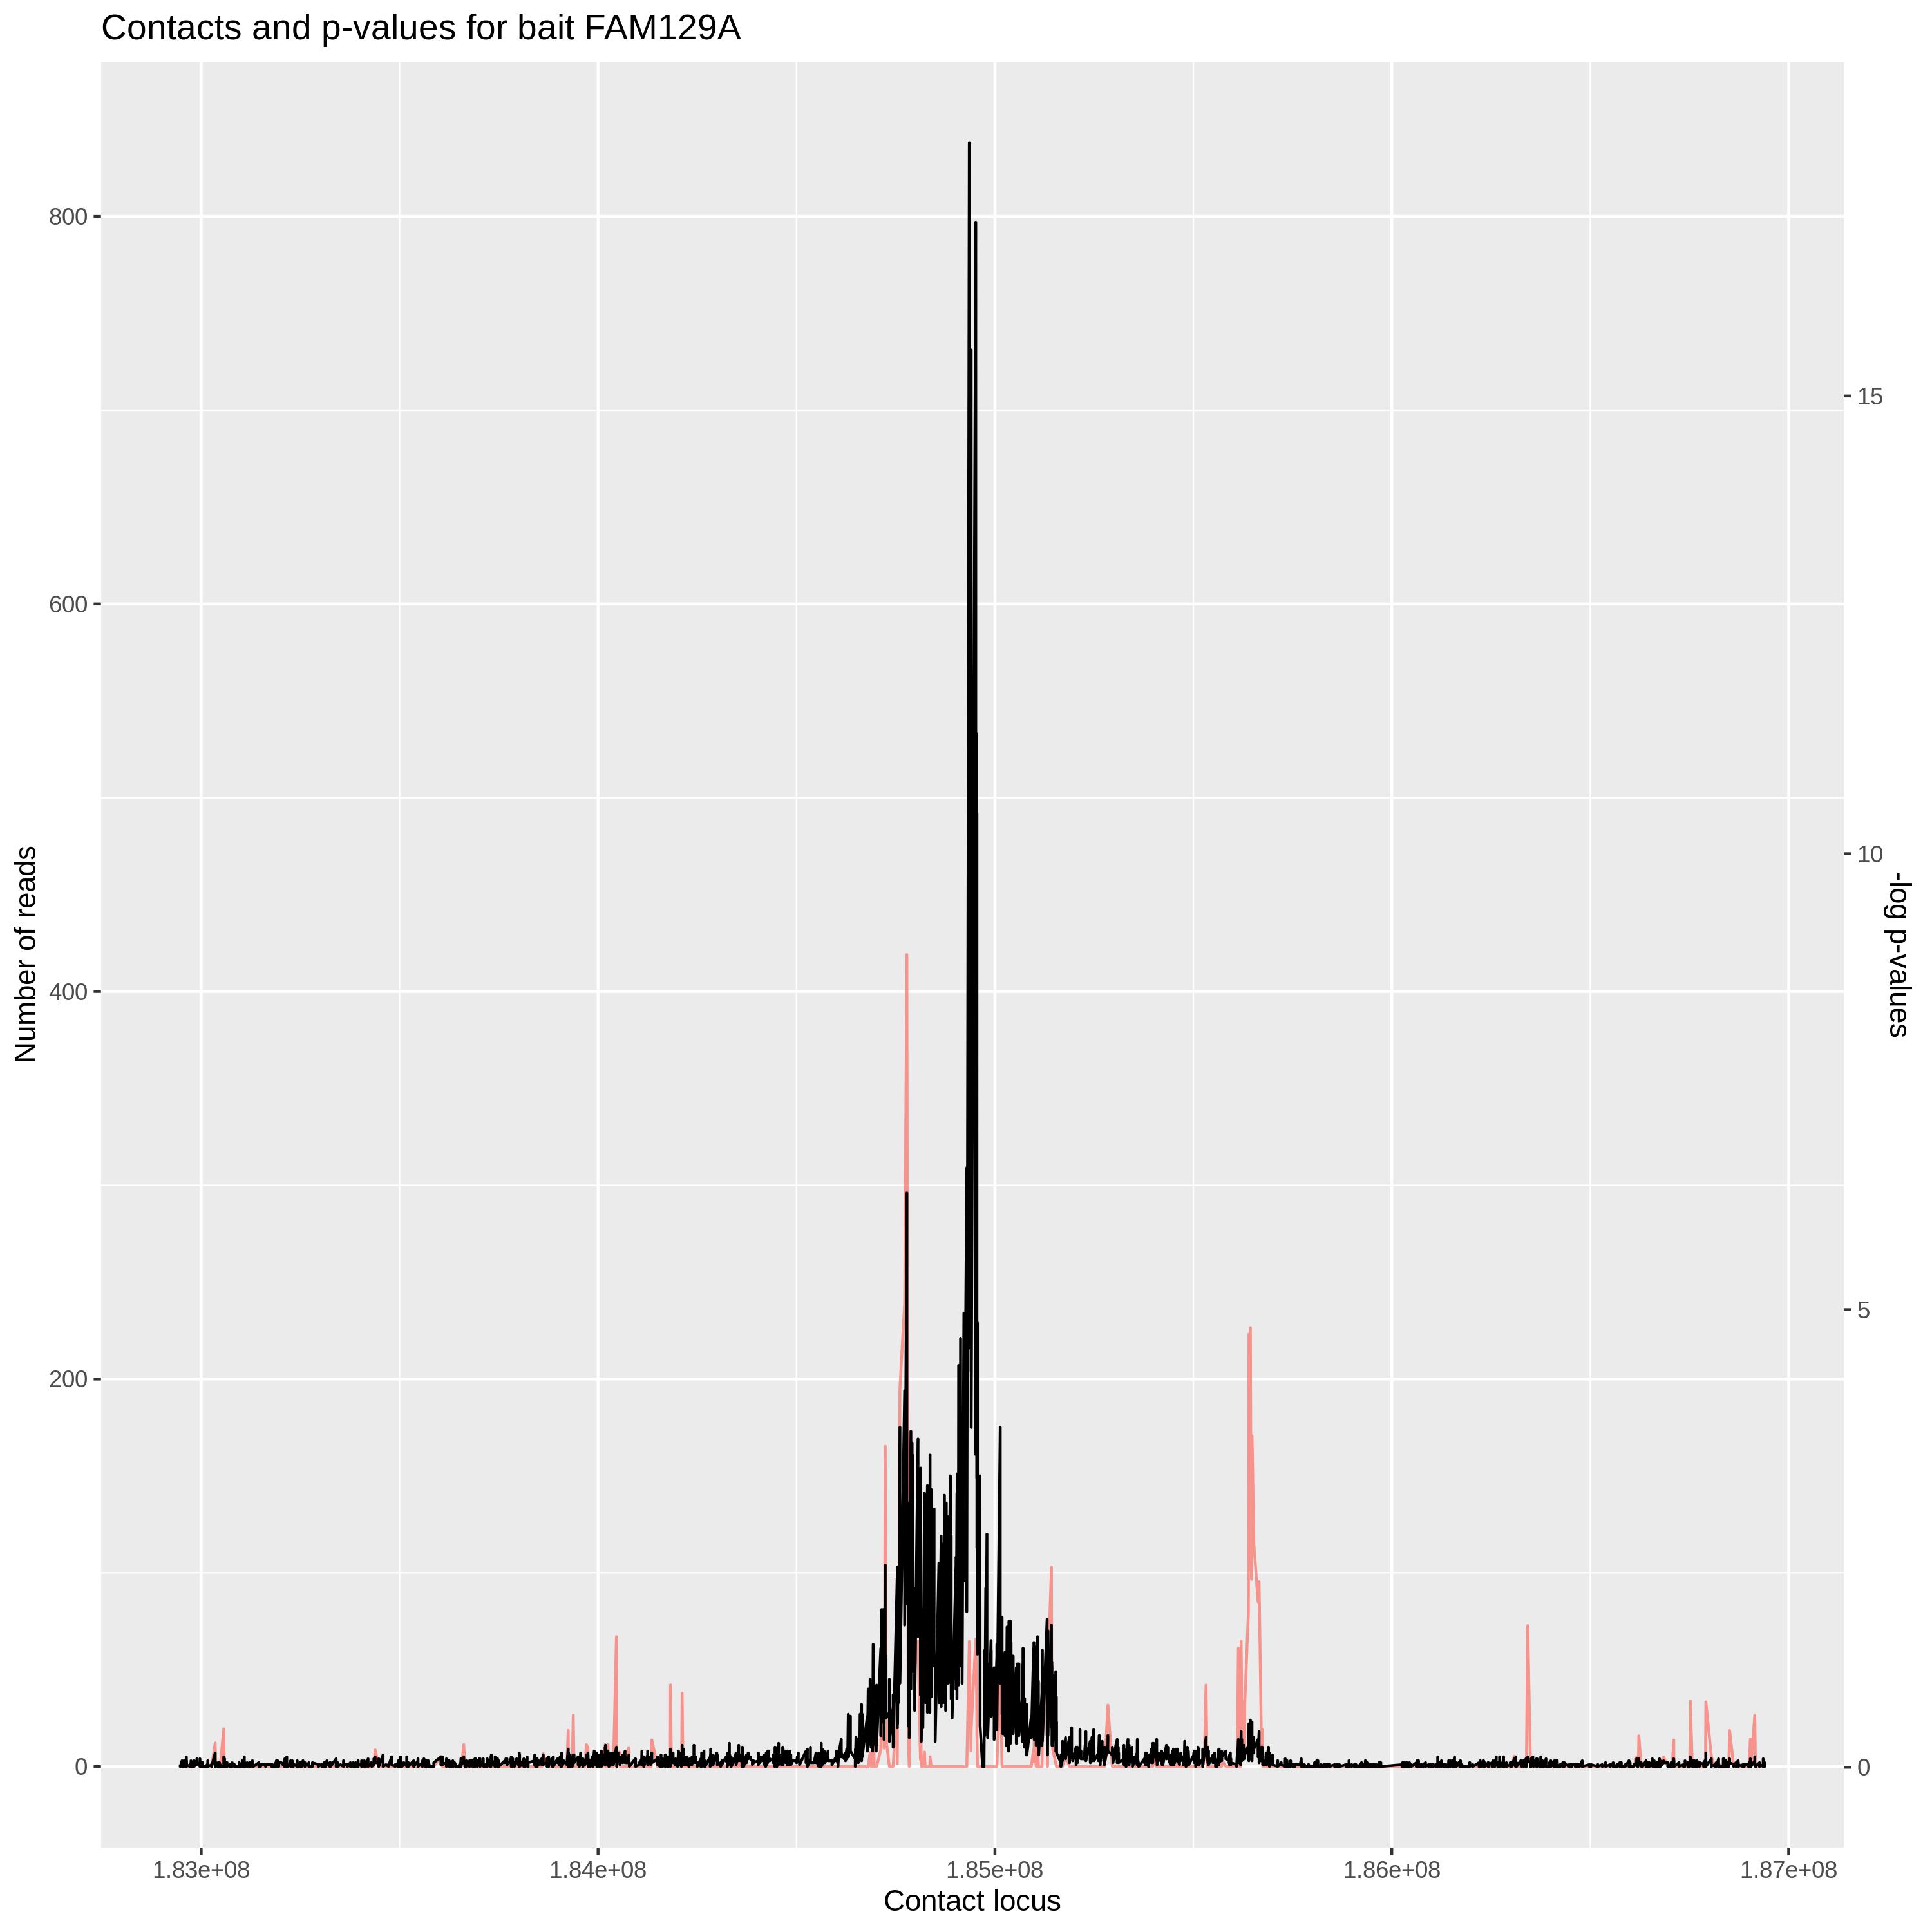 Contacts and p-values for bait FAM129A
800
600
400
200
0
Number of reads
15
10
5
0
-log p-values
1.83e+08
1.84e+08
1.85e+08
1.86e+08
1.87e+08
Contact locus